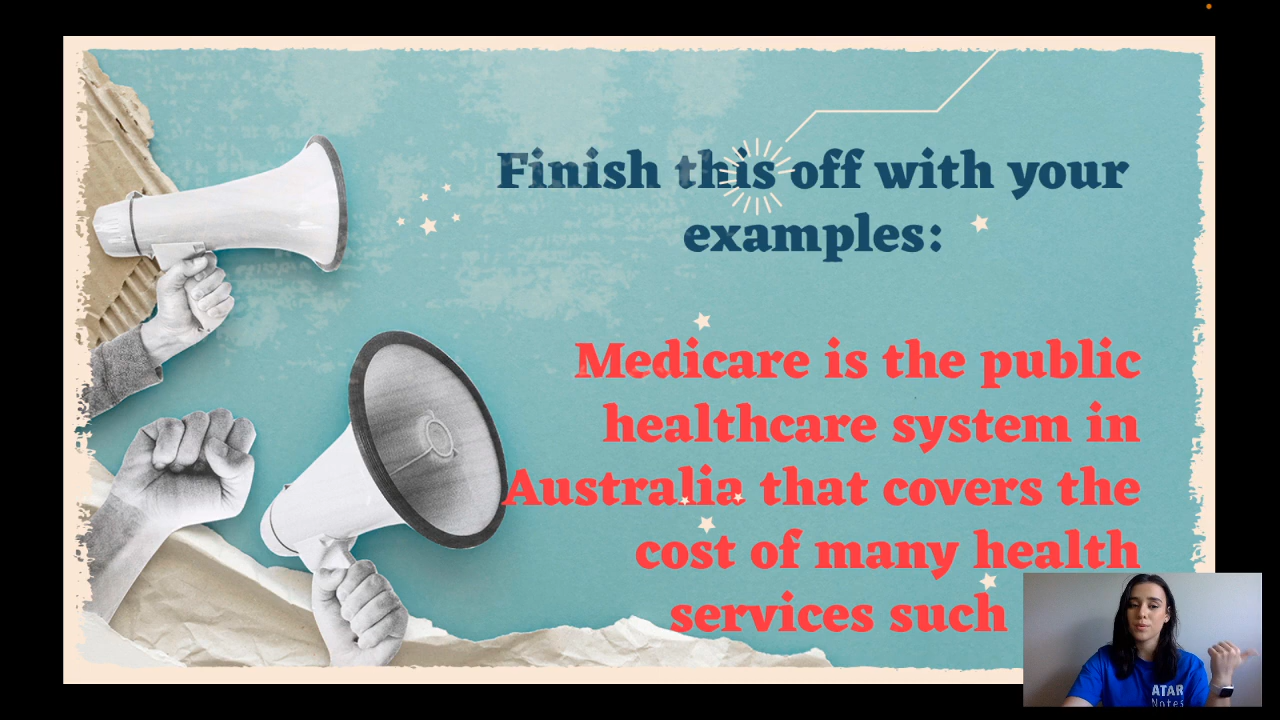 Finish this off with your
examples:
Medicare is the public
healthcare system in
Australia that covers the
cost of many health
services such
ATAR
Notes